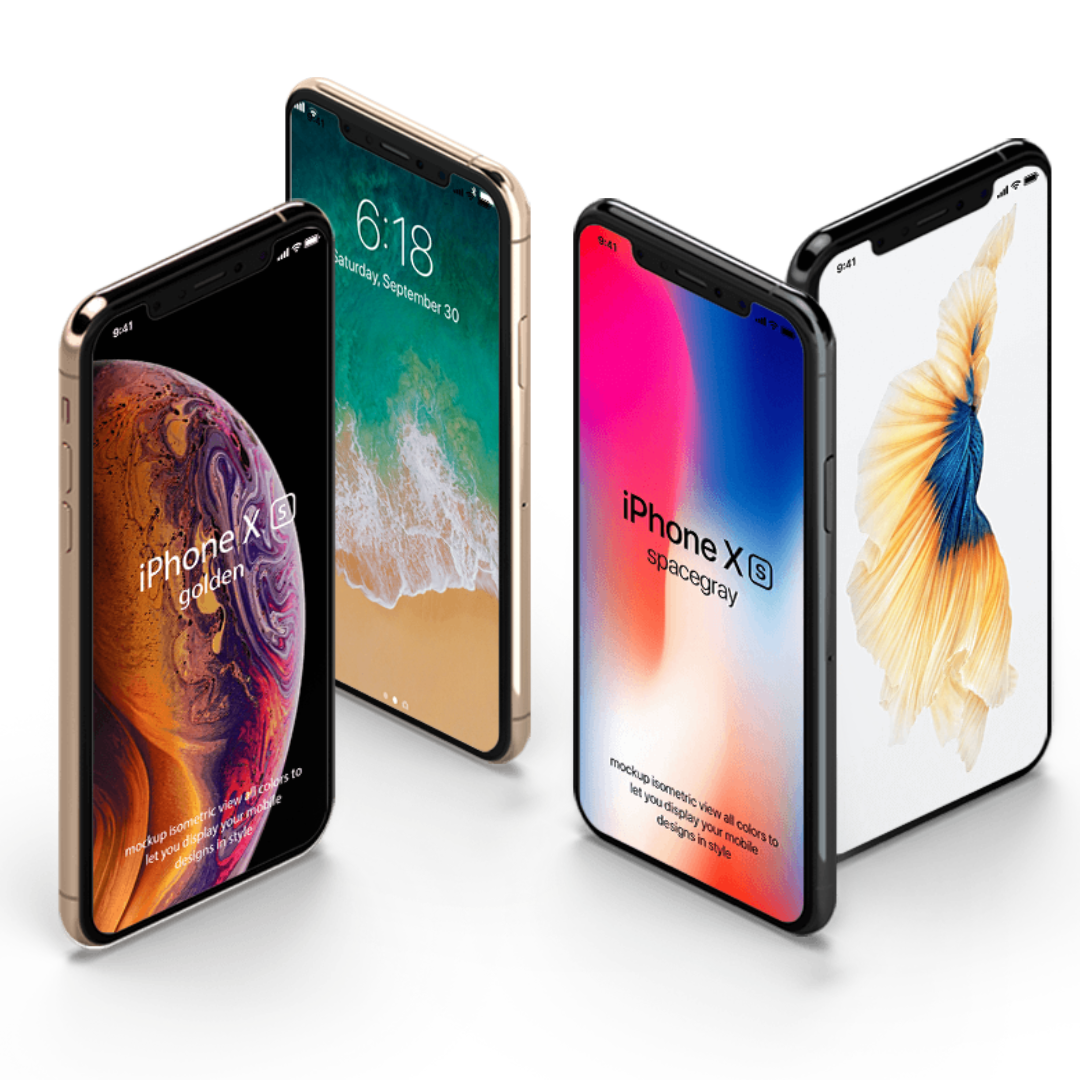 9:41
iPhone X S
golden
mockup isometric view all colors to
let you display your mobile
designs in style
6:18
Saturday, September 30
9:41
iPhone X S
spacegray
mockup isometric view all colors to
let you display your mobile
designs in style
9:41